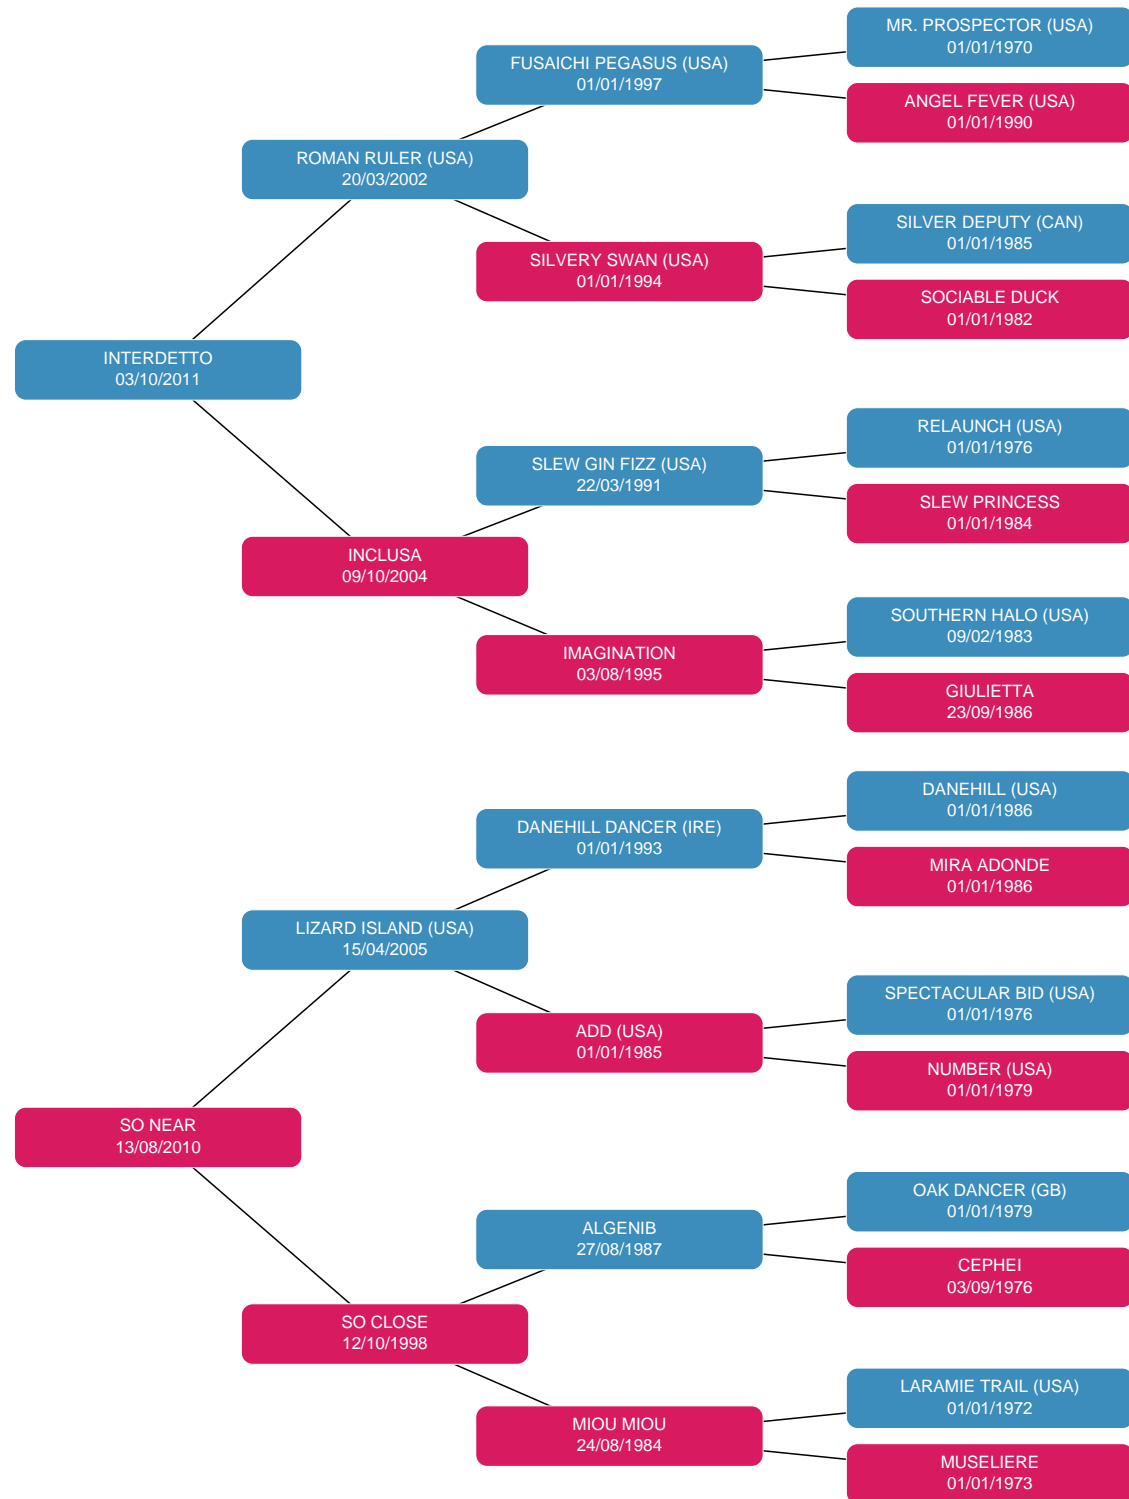 MR. PROSPECTOR (USA)
01/01/1970
FUSAICHI PEGASUS (USA)
01/01/1997
ANGEL FEVER (USA)
01/01/1990
ROMAN RULER (USA)
20/03/2002
SILVER DEPUTY (CAN)
01/01/1985
SILVERY SWAN (USA)
01/01/1994
SOCIABLE DUCK
01/01/1982
INTERDETTO
03/10/2011
RELAUNCH (USA)
01/01/1976
SLEW GIN FIZZ (USA)
22/03/1991
SLEW PRINCESS
01/01/1984
INCLUSA
09/10/2004
SOUTHERN HALO (USA)
09/02/1983
IMAGINATION
03/08/1995
GIULIETTA
23/09/1986
DANEHILL (USA)
01/01/1986
DANEHILL DANCER (IRE)
01/01/1993
MIRA ADONDE
01/01/1986
LIZARD ISLAND (USA)
15/04/2005
SPECTACULAR BID (USA)
01/01/1976
ADD (USA)
01/01/1985
NUMBER (USA)
01/01/1979
SO NEAR
13/08/2010
OAK DANCER (GB)
01/01/1979
ALGENIB
27/08/1987
CEPHEI
03/09/1976
SO CLOSE
12/10/1998
LARAMIE TRAIL (USA)
01/01/1972
MIOU MIOU
24/08/1984
MUSELIERE
01/01/1973